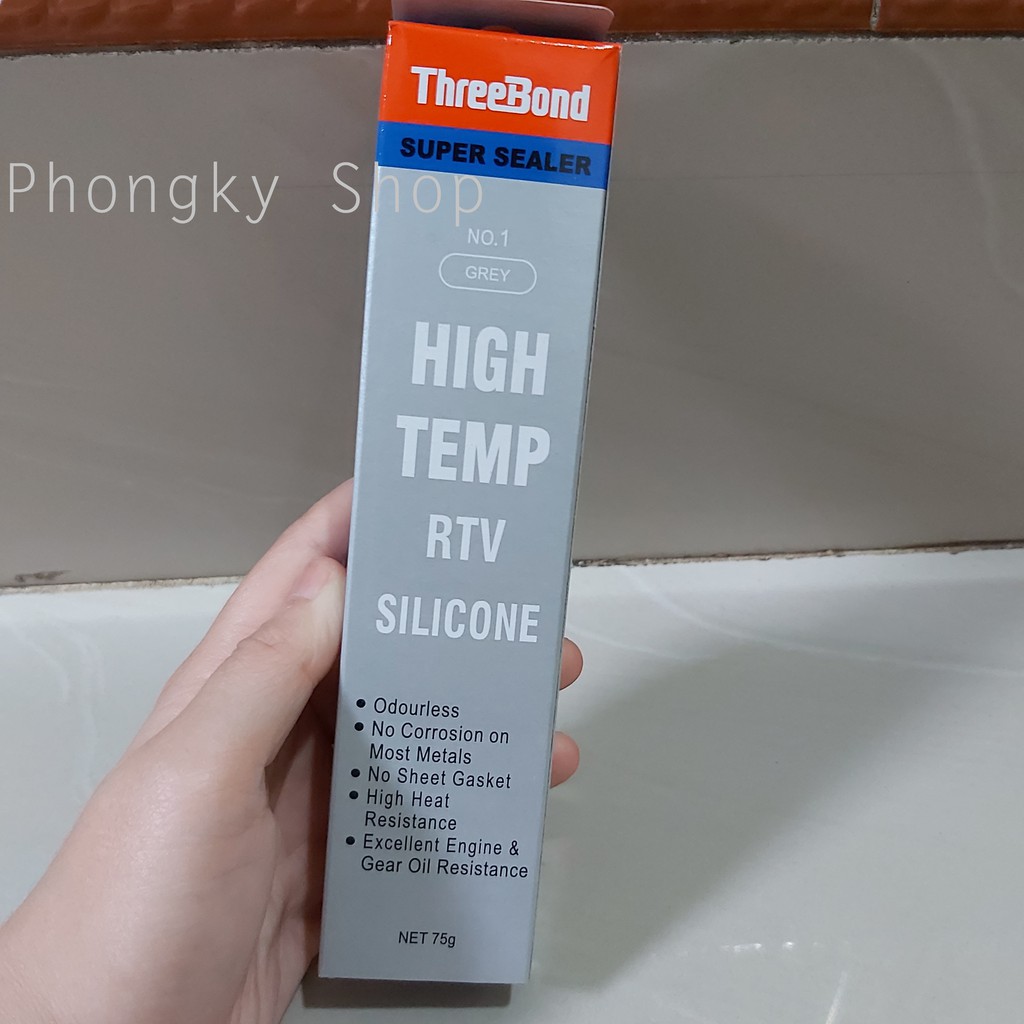 ThreeBond
SUPER SEALER
Phongky Shop
NO.1
GREY
HIGH
TEMP
RTV
SILICONE
• Odourless
• No Corrosion on
Most Metals
• No Sheet Gasket
• High Heat
Resistance
• Excellent Engine &
Gear Oil Resistance
NET 75g